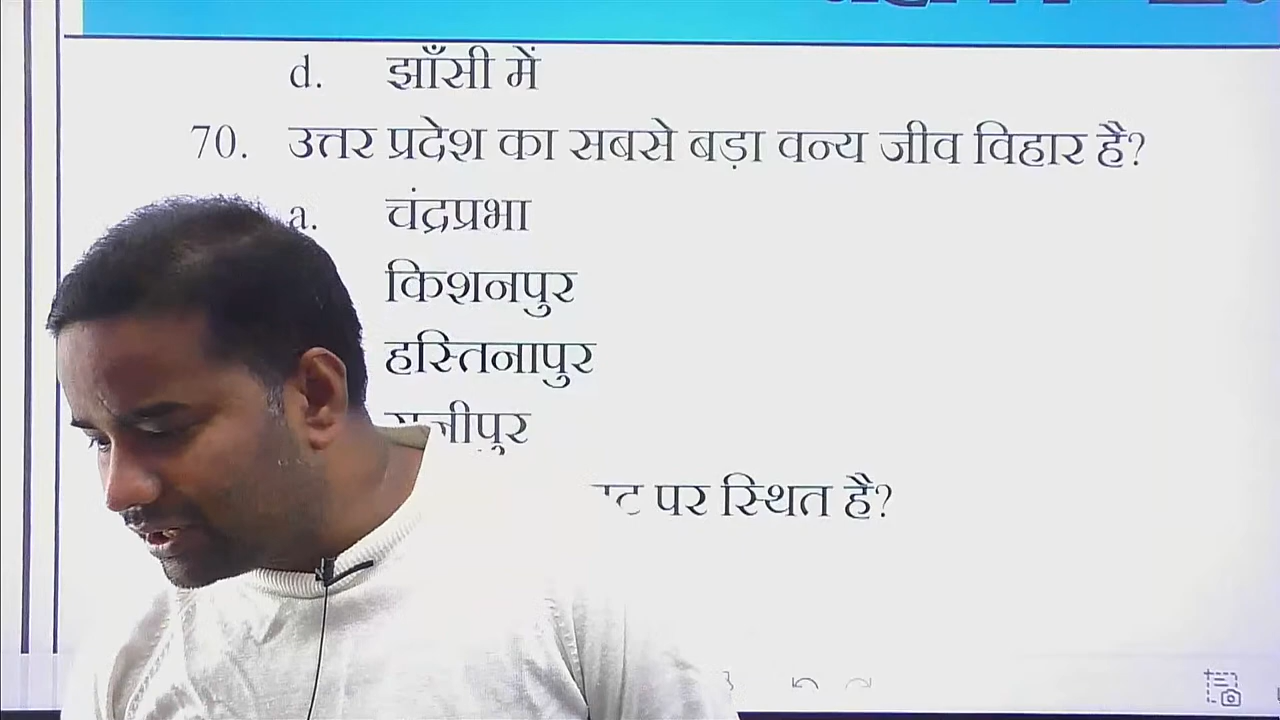 d. झाँसी में
70. उत्तर प्रदेश का सबसे बड़ा वन्य जीव विहार है?
a. चंद्रप्रभा
किशनपुर
हस्तिनापुर
पर स्थित है?